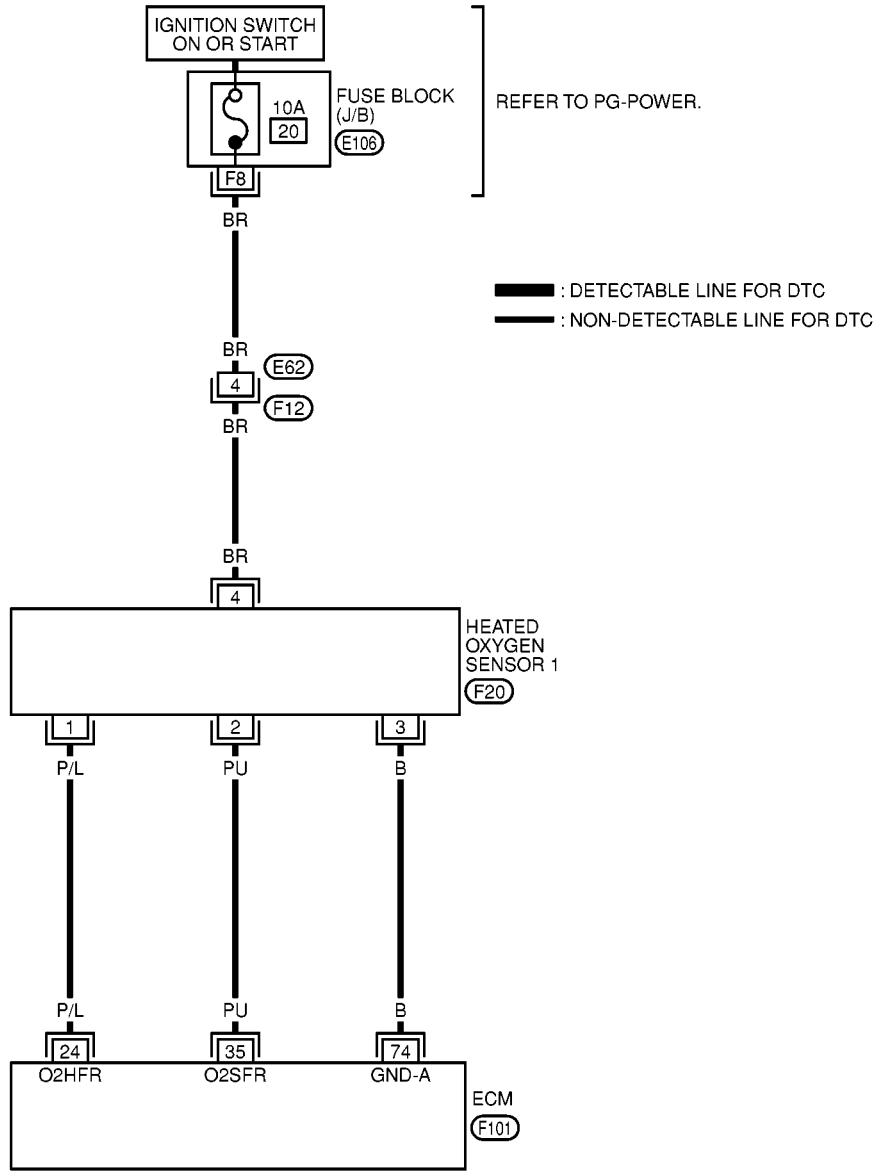 IGNITION SWITCH
ON OR START
FUSE BLOCK
(J/B)
E106
10A
20
REFER TO PG-POWER.
F8
BR
: DETECTABLE LINE FOR DTC
: NON-DETECTABLE LINE FOR DTC
BR
E62
4
F12
BR
BR
4
HEATED
OXYGEN
SENSOR 1
F20
1 2 3
P/L PU B
P/L PU B
24 35 74
O2HFR O2SFR GND-A
ECM
F101